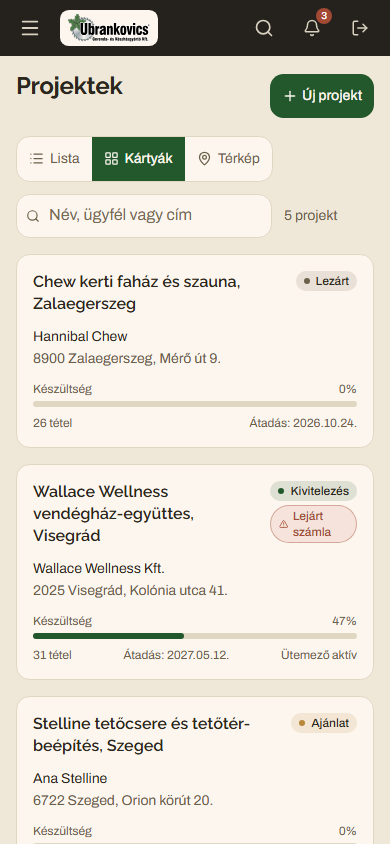 Ubrankovics
3
Projektek
Új projekt
Lista
Kártyák
Térkép
Név, ügyfél vagy cím
5 projekt
Chew kerti faház és szauna,
Zalaegerszeg
Lezárt
Hannibal Chew
8900 Zalaegerszeg, Mérő út 9.
Készültség
0%
26 tétel
Átadás: 2026.10.24.
Wallace Wellness
vendégház-együttes,
Visegrád
Kivitelezés
Lejárt
számla
Wallace Wellness Kft.
2025 Visegrád, Kolónia utca 41.
Készültség
47%
31 tétel
Átadás: 2027.05.12.
Ütemező aktív
Stelline tetőcsere és tetőtér-
beépítés, Szeged
Ajánlat
Ana Stelline
6722 Szeged, Orion körút 20.
Készültség
0%